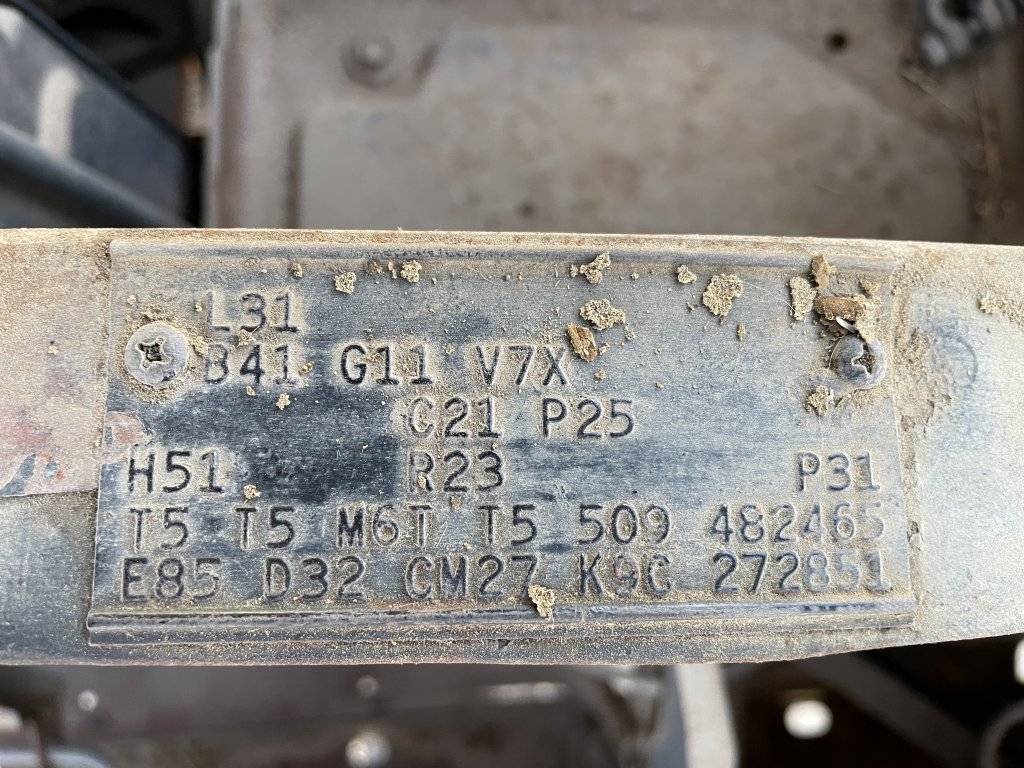 L31
B41 G11 V7X
C21 P25
H51 R23 P31
T5 T5 M6T T5 509 482465
E85 D32 CM27 K9C 272851